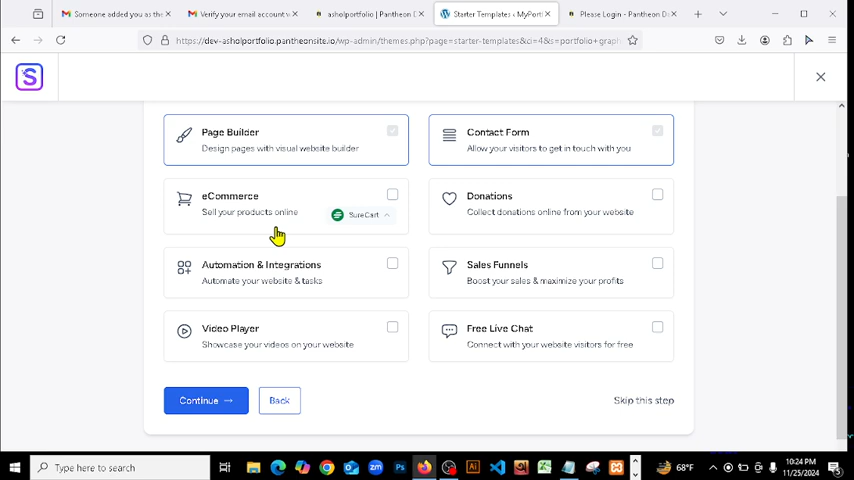 Someone added you as the
Verify your email account v
asholportfolio | Pantheon D
Starter Templates ‹ MyPortf
Please Login - Pantheon Da
https://dev-asholportfolio.pantheonsite.io/wp-admin/themes.php?page=starter-templates&ci=4&s=portfolio+graph
S
Page Builder
Design pages with visual website builder
Contact Form
Allow your visitors to get in touch with you
eCommerce
Sell your products online
SureCart
Donations
Collect donations online from your website
Automation & Integrations
Automate your website & tasks
Sales Funnels
Boost your sales & maximize your profits
Video Player
Showcase your videos on your website
Free Live Chat
Connect with your website visitors for free
Continue →
Back
Skip this step
Type here to search
zm
Ps
Ai
68°F
10:24 PM
11/25/2024